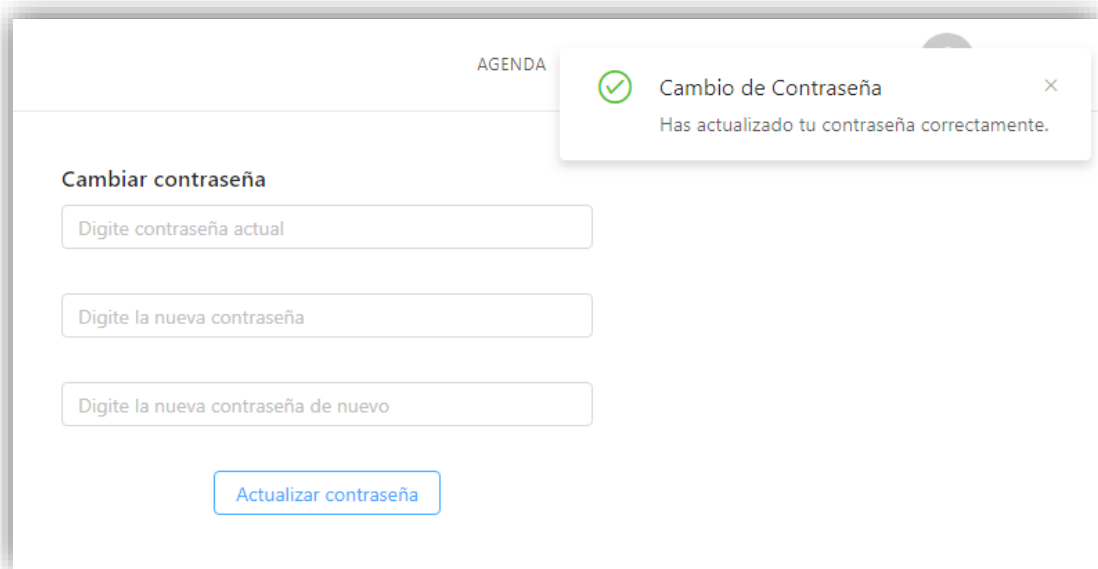 AGENDA
Cambio de Contraseña
Has actualizado tu contraseña correctamente.
Cambiar contraseña
Digite contraseña actual
Digite la nueva contraseña
Digite la nueva contraseña de nuevo
Actualizar contraseña